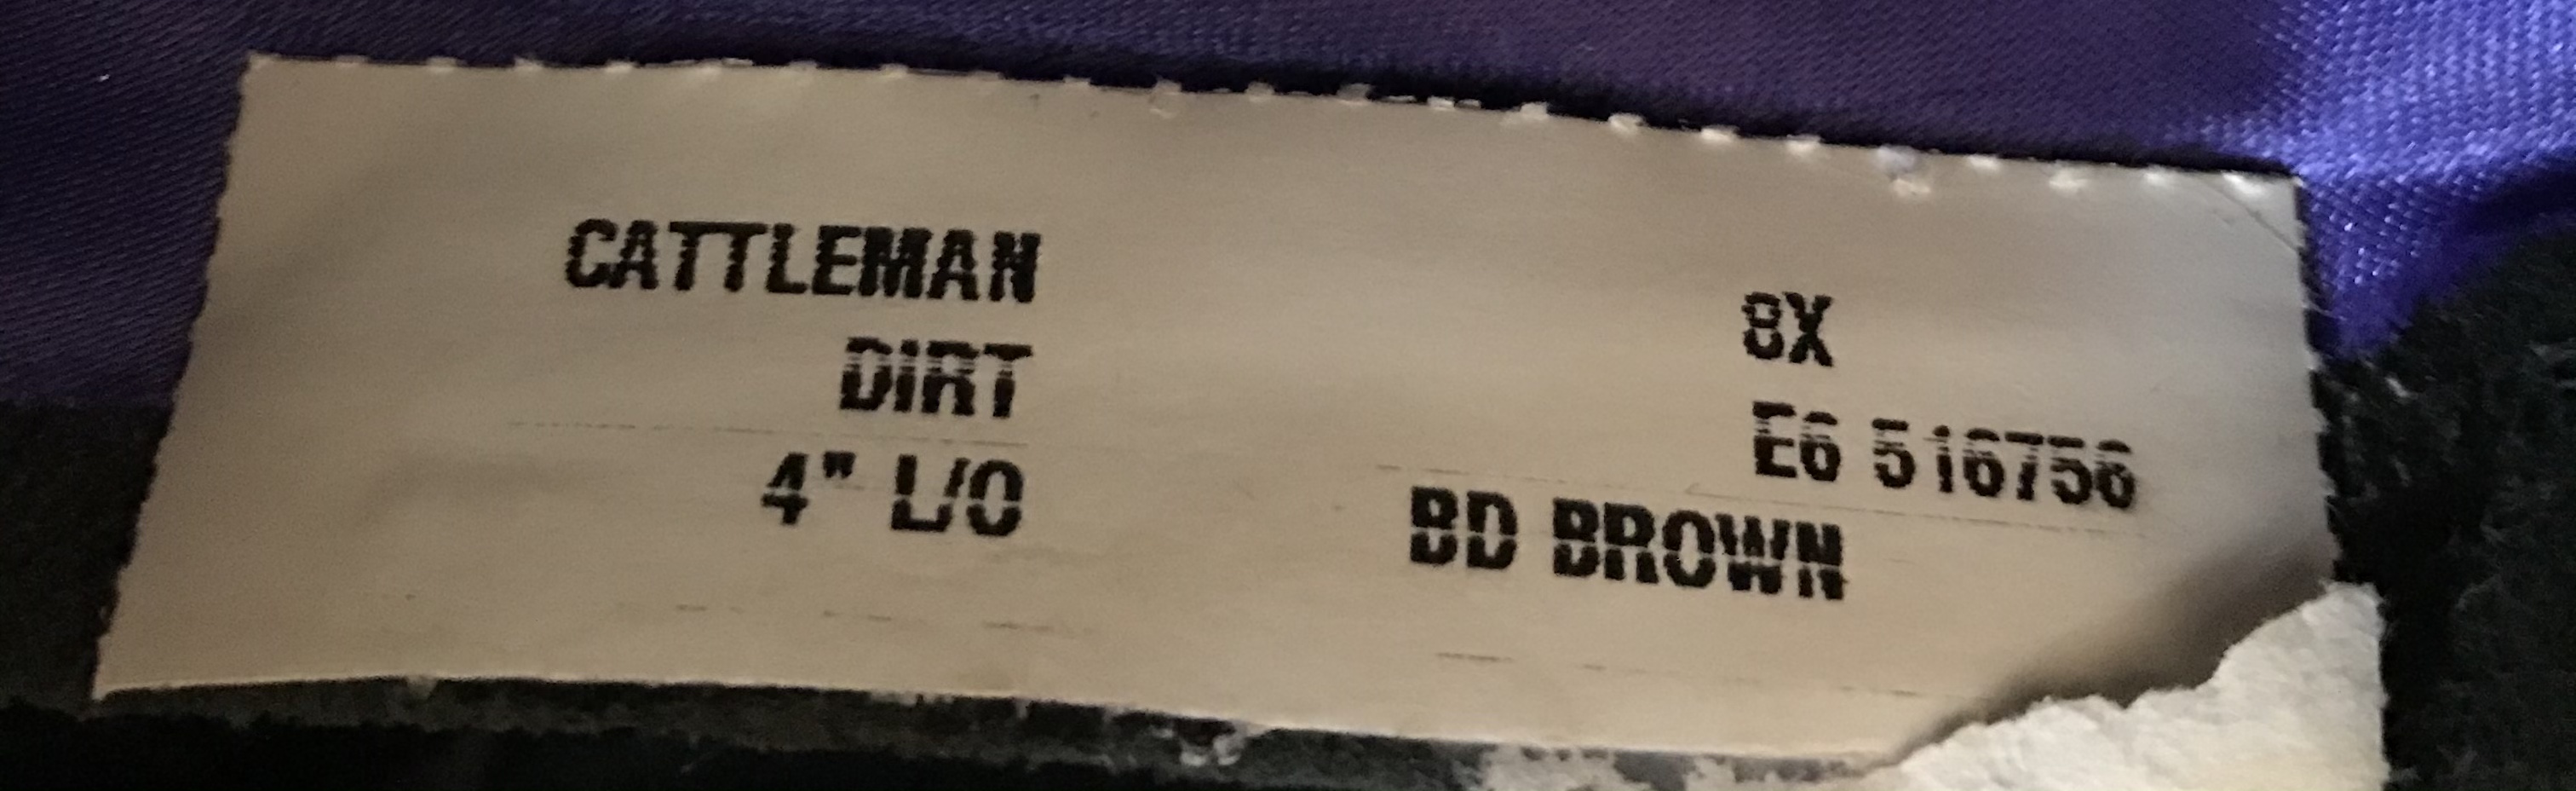 CATTLEMAN
DIRT
4" L/O
8X
E6 516756
BD BROWN